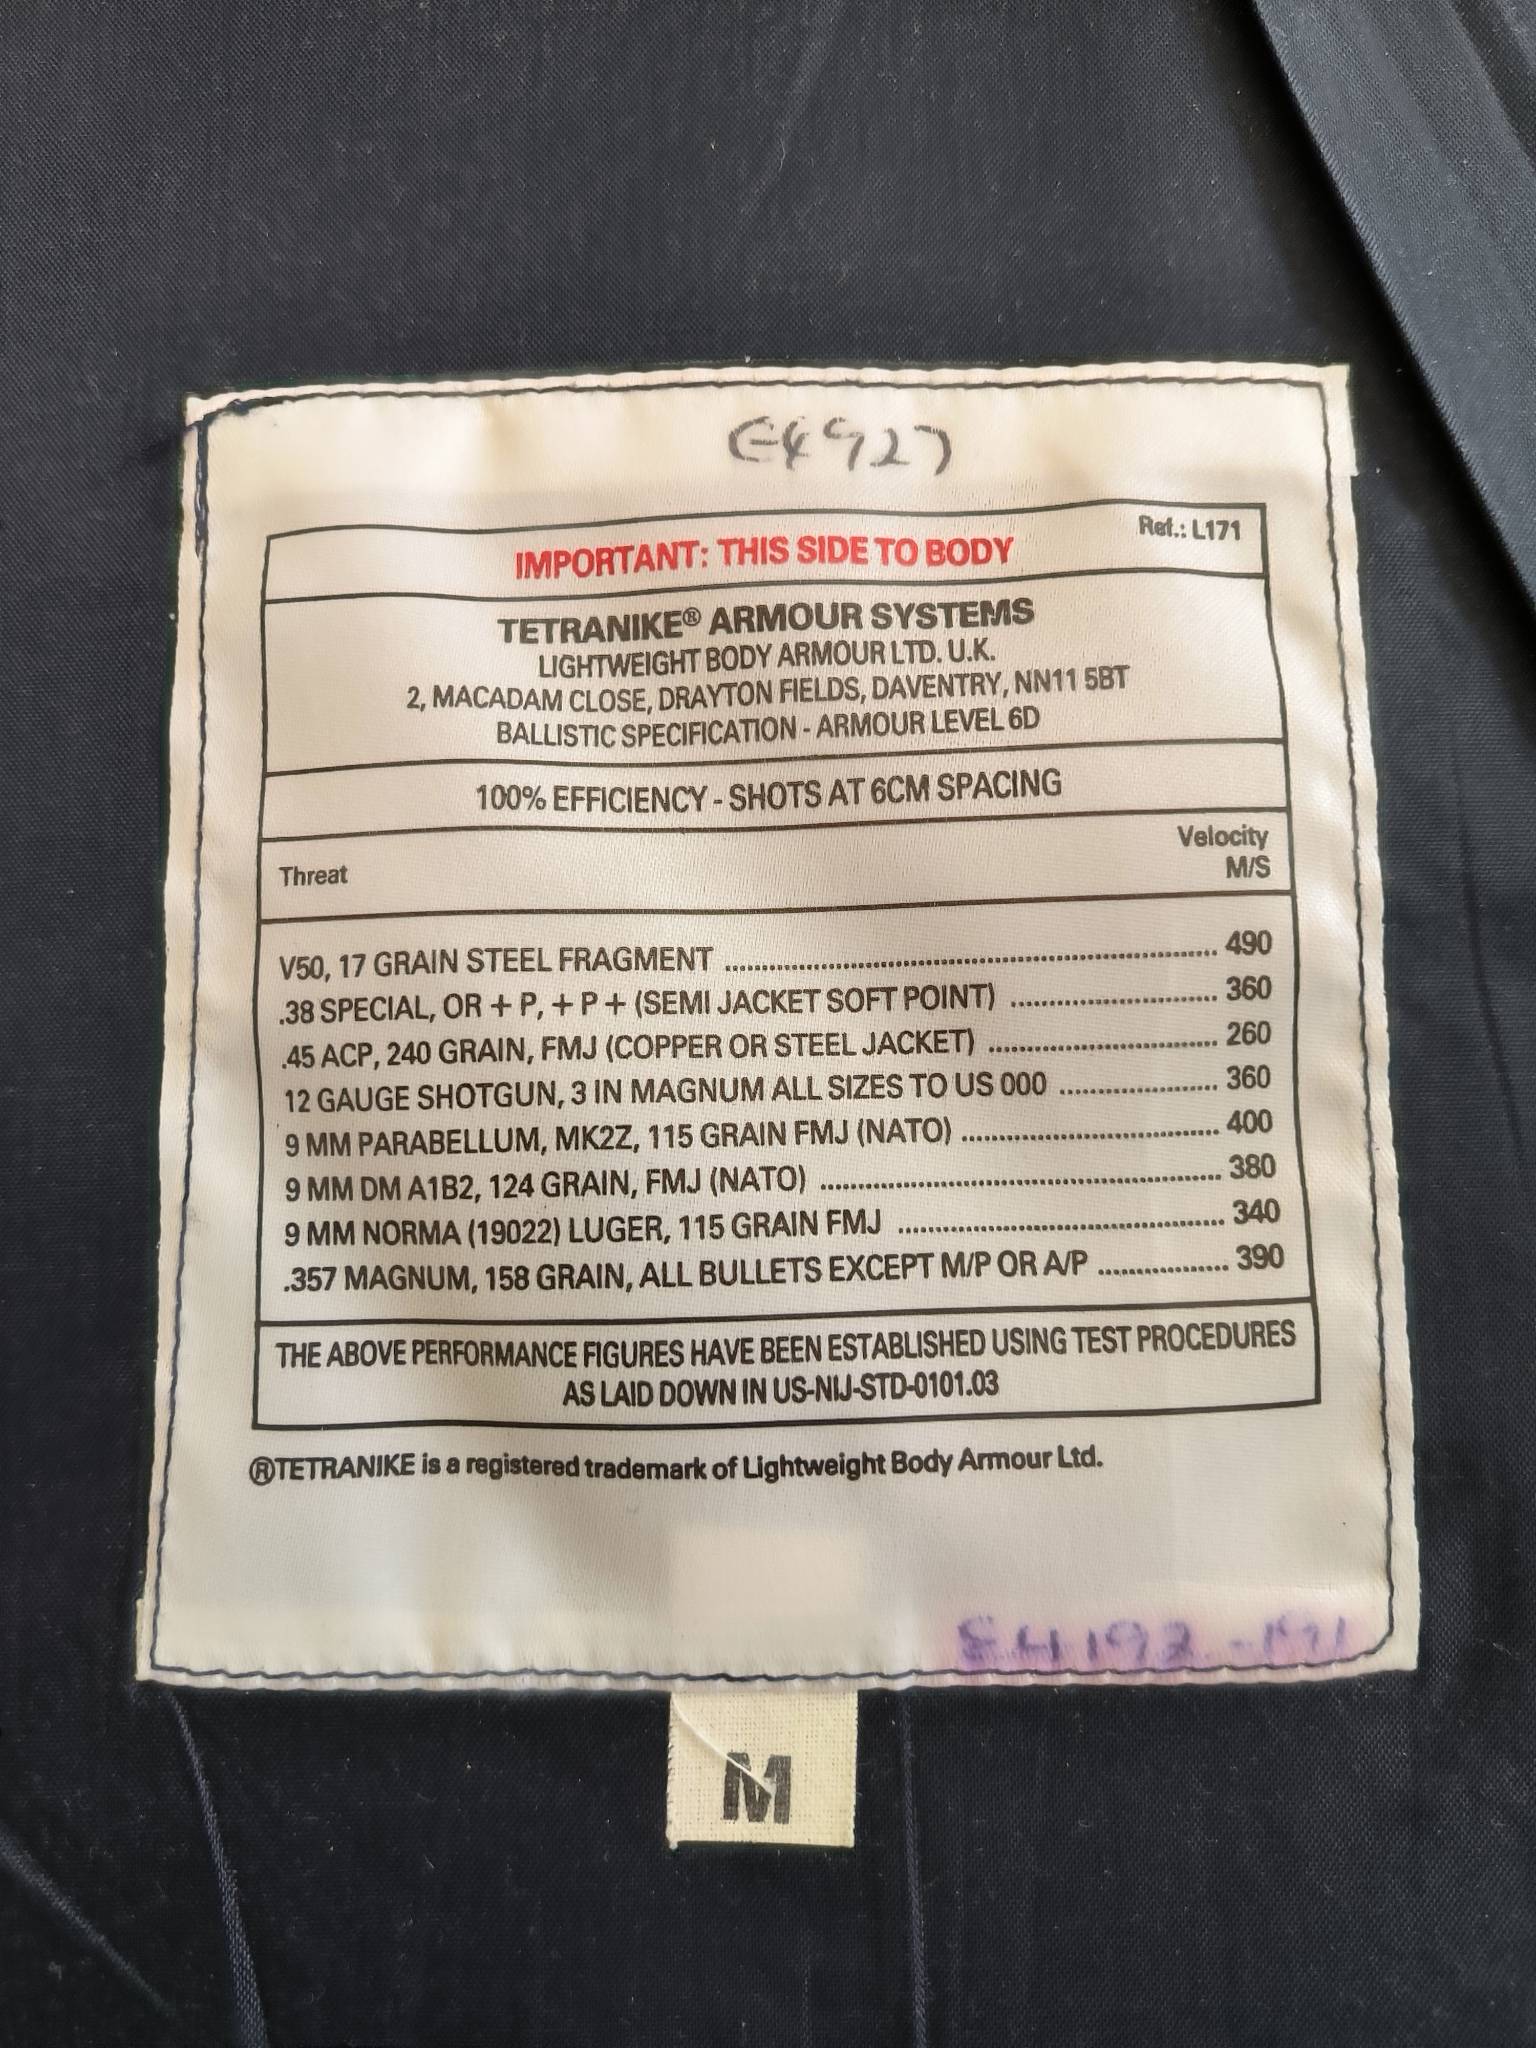 E4927
Ref.: L171
IMPORTANT: THIS SIDE TO BODY
TETRANIKE® ARMOUR SYSTEMS
LIGHTWEIGHT BODY ARMOUR LTD. U.K.
2, MACADAM CLOSE, DRAYTON FIELDS, DAVENTRY, NN11 5BT
BALLISTIC SPECIFICATION - ARMOUR LEVEL 6D
100% EFFICIENCY - SHOTS AT 6CM SPACING
Velocity
Threat M/S
V50, 17 GRAIN STEEL FRAGMENT ........ 490
.38 SPECIAL, OR + P, + P + (SEMI JACKET SOFT POINT) ........ 360
.45 ACP, 240 GRAIN, FMJ (COPPER OR STEEL JACKET) ........ 260
12 GAUGE SHOTGUN, 3 IN MAGNUM ALL SIZES TO US 000 ........ 360
9 MM PARABELLUM, MK2Z, 115 GRAIN FMJ (NATO) ........ 400
9 MM DM A1B2, 124 GRAIN, FMJ (NATO) ........ 380
9 MM NORMA (19022) LUGER, 115 GRAIN FMJ ........ 340
.357 MAGNUM, 158 GRAIN, ALL BULLETS EXCEPT M/P OR A/P ........ 390
THE ABOVE PERFORMANCE FIGURES HAVE BEEN ESTABLISHED USING TEST PROCEDURES
AS LAID DOWN IN US-NIJ-STD-0101.03
®TETRANIKE is a registered trademark of Lightweight Body Armour Ltd.
M